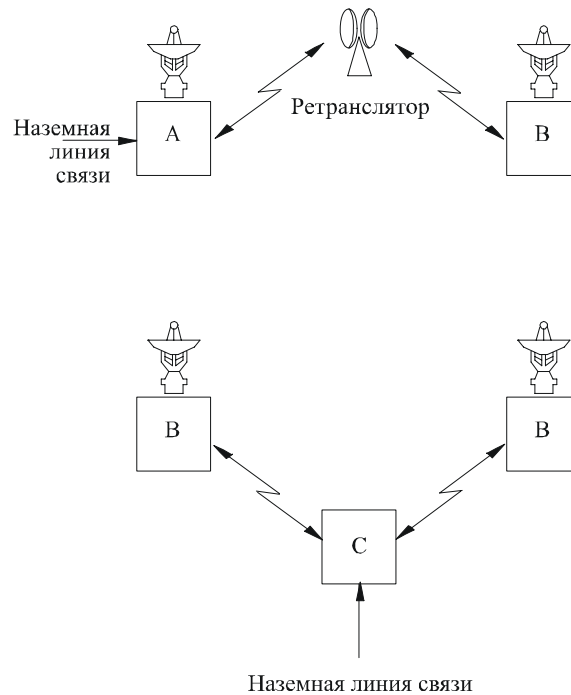 Ретранслятор
Наземная
линия
связи
А
В
В
В
С
Наземная линия связи